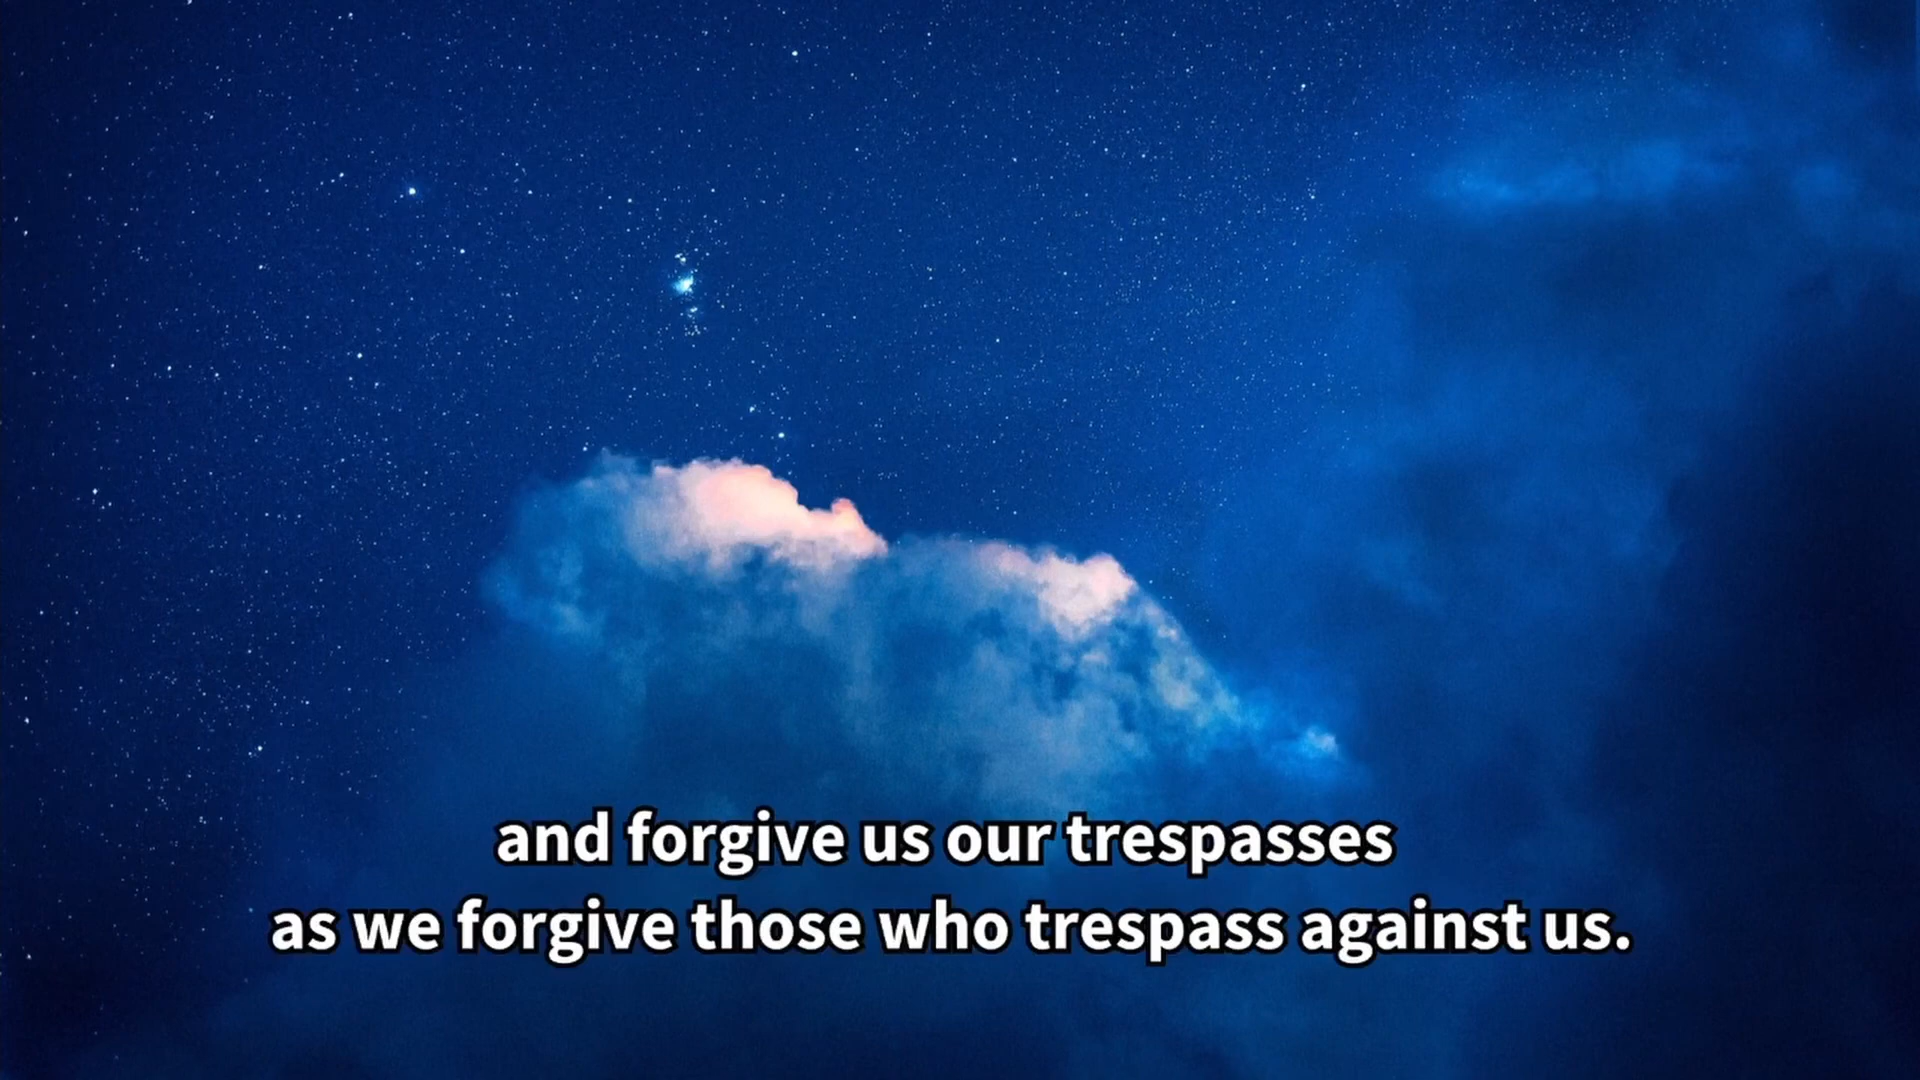 and forgive us our trespasses
as we forgive those who trespass against us.